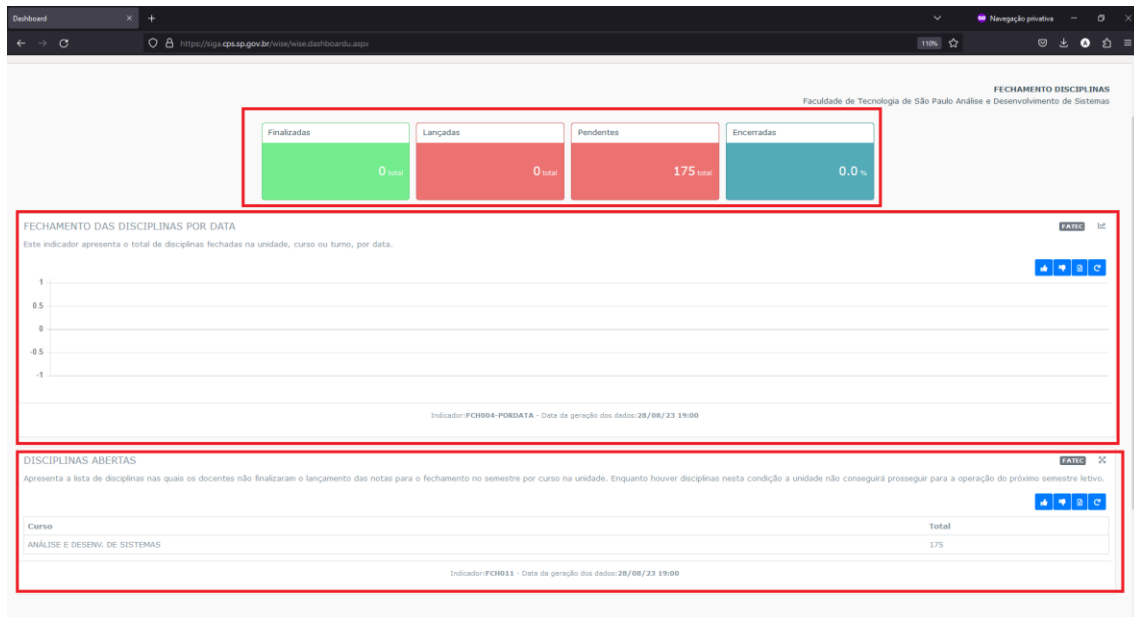 Dashboard
Navegação privativa
https://siga.cps.sp.gov.br/wise/wise.dashboardu.aspx
110%
FECHAMENTO DISCIPLINAS
Faculdade de Tecnologia de São Paulo Análise e Desenvolvimento de Sistemas
Finalizadas Lançadas Pendentes Encerradas
0 total 0 total 175 total 0.0 %
FECHAMENTO DAS DISCIPLINAS POR DATA FATEC
Este indicador apresenta o total de disciplinas fechadas na unidade, curso ou turno, por data.
1
0.5
0
-0.5
-1
Indicador:FCH004-PORDATA - Data da geração dos dados:28/08/23 19:00
DISCIPLINAS ABERTAS FATEC
Apresenta a lista de disciplinas nas quais os docentes não finalizaram o lançamento das notas para o fechamento no semestre por curso na unidade. Enquanto houver disciplinas nesta condição a unidade não conseguirá prosseguir para a operação do próximo semestre letivo.
Curso Total
ANÁLISE E DESENV. DE SISTEMAS 175
Indicador:FCH011 - Data da geração dos dados:28/08/23 19:00